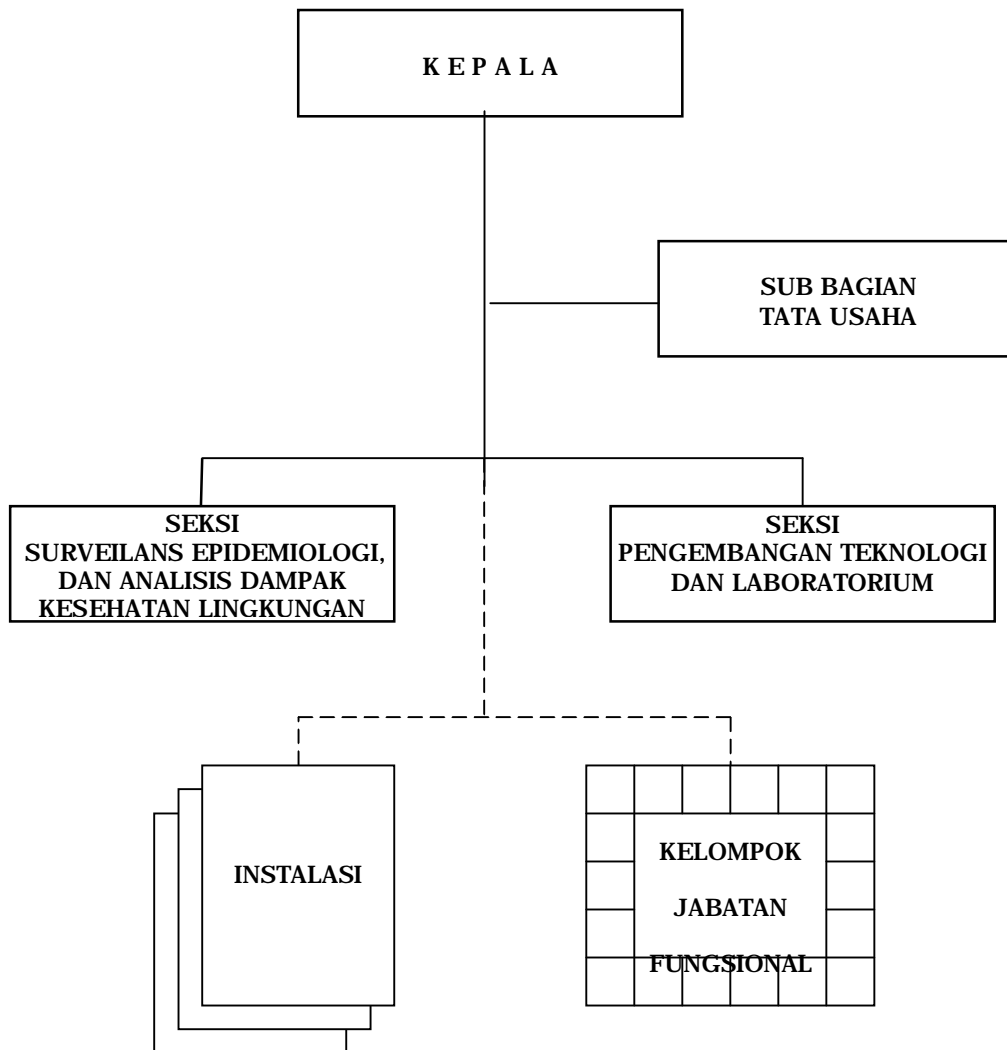 K E P A L A
SUB BAGIAN
TATA USAHA
SEKSI
SURVEILANS EPIDEMIOLOGI,
DAN ANALISIS DAMPAK
KESEHATAN LINGKUNGAN
SEKSI
PENGEMBANGAN TEKNOLOGI
DAN LABORATORIUM
INSTALASI
KELOMPOK
JABATAN
FUNGSIONAL